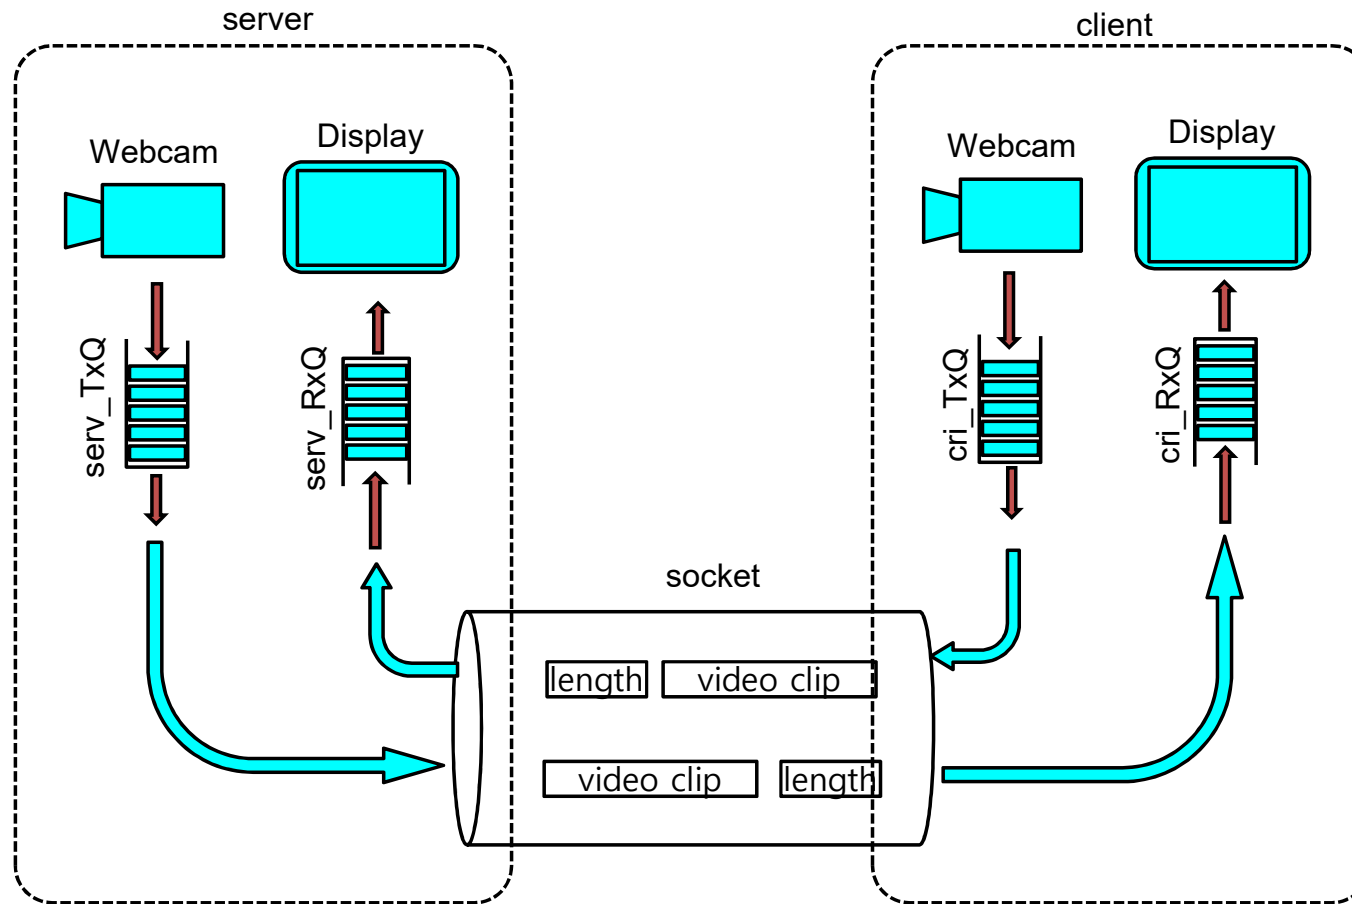 server
client
Webcam
Display
Webcam
Display
serv_TxQ
serv_RxQ
cri_TxQ
cri_RxQ
socket
length
video clip
video clip
length